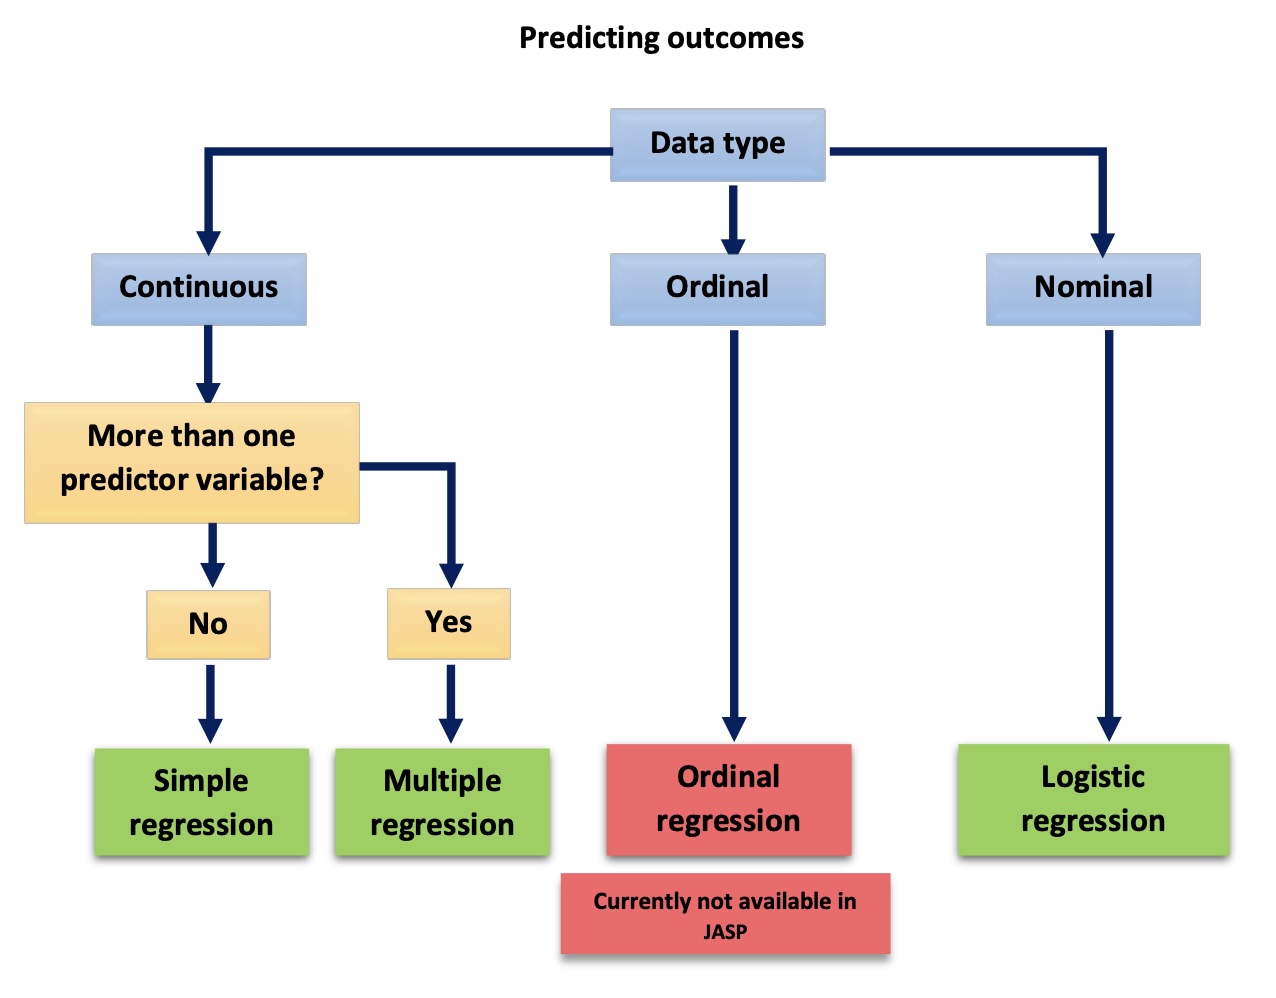 Predicting outcomes
Data type
Continuous
Ordinal
Nominal
More than one
predictor variable?
No
Yes
Simple
regression
Multiple
regression
Ordinal
regression
Logistic
regression
Currently not available in
JASP